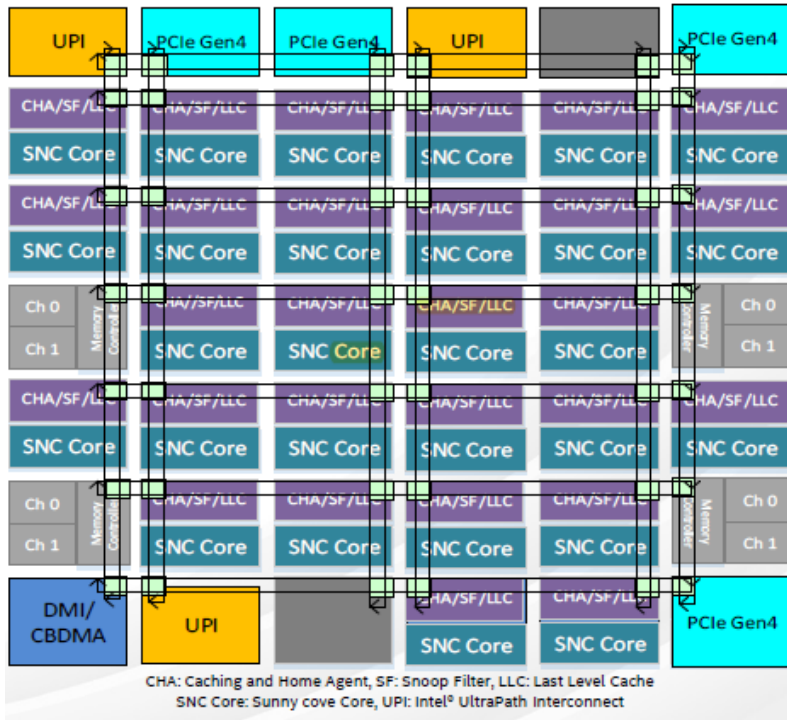 UPI PCIe Gen4 PCIe Gen4 UPI PCIe Gen4
CHA/SF/LLC CHA/SF/LLC CHA/SF/LLC CHA/SF/LLC CHA/SF/LLC CHA/SF/LLC
SNC Core SNC Core SNC Core SNC Core SNC Core SNC Core
CHA/SF/LLC CHA/SF/LLC CHA/SF/LLC CHA/SF/LLC CHA/SF/LLC CHA/SF/LLC
SNC Core SNC Core SNC Core SNC Core SNC Core SNC Core
Ch 0 Memory Controller CHA//SF/LLC CHA/SF/LLC CHA/SF/LLC CHA/SF/LLC Memory Controller Ch 0
Ch 1 SNC Core SNC Core SNC Core SNC Core Ch 1
CHA/SF/LLC CHA/SF/LLC CHA/SF/LLC CHA/SF/LLC CHA/SF/LLC CHA/SF/LLC
SNC Core SNC Core SNC Core SNC Core SNC Core SNC Core
Ch 0 Memory Controller CHA/SF/LLC CHA/SF/LLC CHA/SF/LLC CHA/SF/LLC Memory Controller Ch 0
Ch 1 SNC Core SNC Core SNC Core SNC Core Ch 1
DMI/ CHA/SF/LLC CHA/SF/LLC
CBDMA UPI PCIe Gen4
SNC Core SNC Core
CHA: Caching and Home Agent, SF: Snoop Filter, LLC: Last Level Cache
SNC Core: Sunny cove Core, UPI: Intel® UltraPath Interconnect